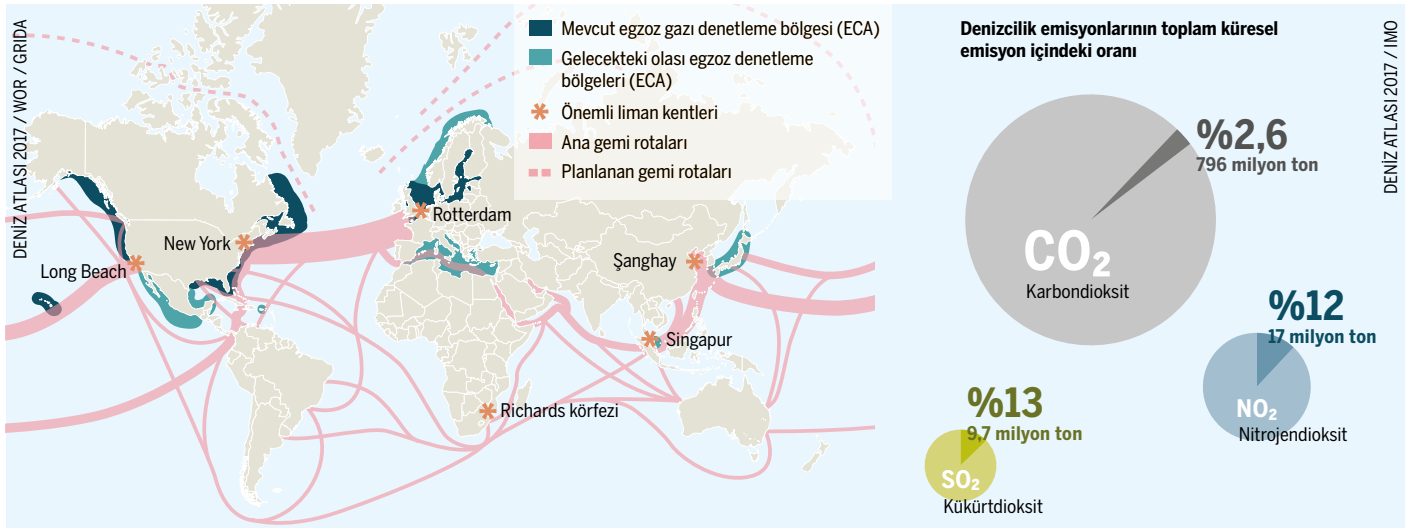 DENİZ ATLASI 2017 / WOR / GRIDA
Mevcut egzoz gazı denetleme bölgesi (ECA)
Gelecekteki olası egzoz denetleme
bölgeleri (ECA)
Önemli liman kentleri
Ana gemi rotaları
Planlanan gemi rotaları
Rotterdam
New York
Long Beach
Şanghay
Singapur
Richards körfezi
Denizcilik emisyonlarının toplam küresel
emisyon içindeki oranı
DENİZ ATLASI 2017 / IMO
%2,6
796 milyon ton
CO₂
Karbondioksit
%12
17 milyon ton
NO₂
Nitrojendioksit
%13
9,7 milyon ton
SO₂
Kükürtdioksit